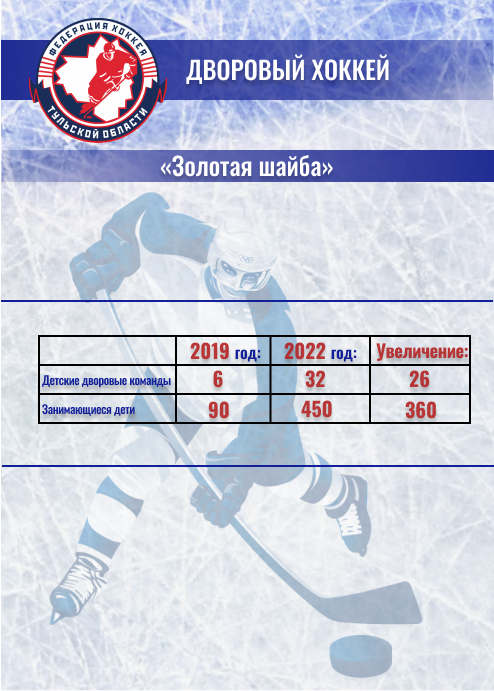 ФЕДЕРАЦИЯ ХОККЕЯ
ТУЛЬСКОЙ ОБЛАСТИ
ДВОРОВЫЙ ХОККЕЙ
«Золотая шайба»
2019 год: 2022 год: Увеличение:
Детские дворовые команды 6 32 26
Занимающиеся дети 90 450 360